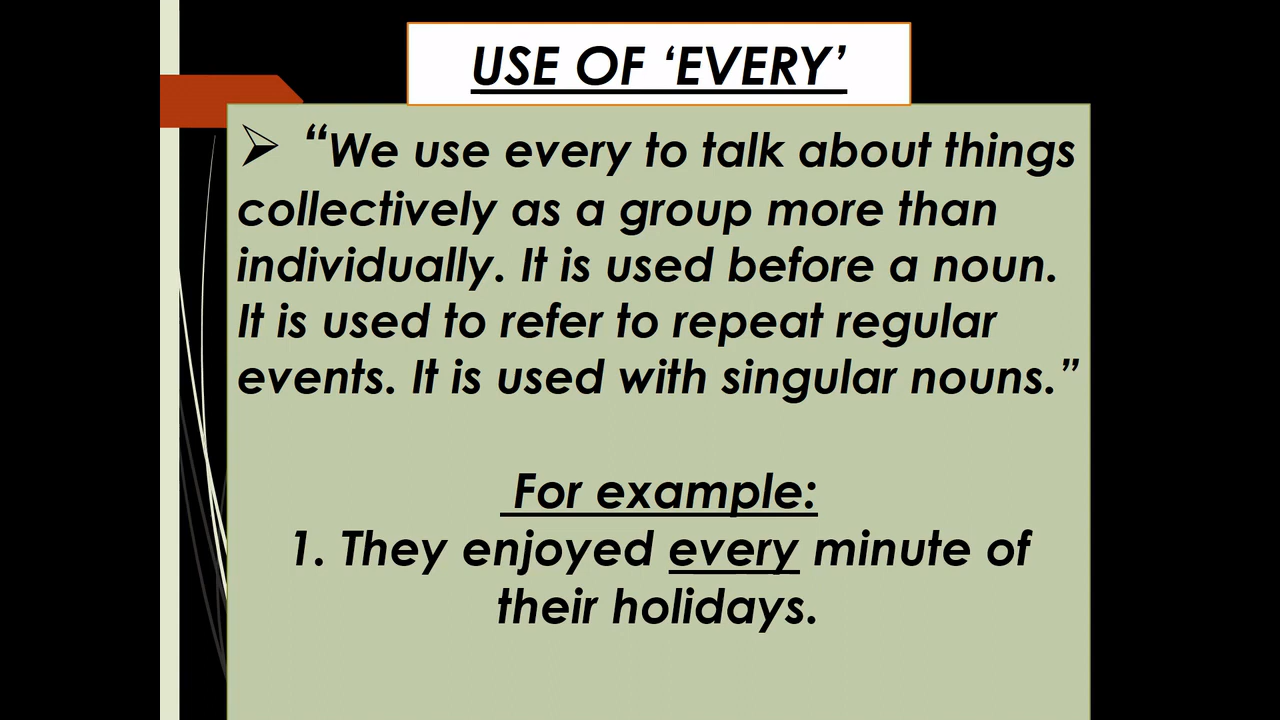 USE OF ‘EVERY’
➢ “We use every to talk about things
collectively as a group more than
individually. It is used before a noun.
It is used to refer to repeat regular
events. It is used with singular nouns.”
For example:
1. They enjoyed every minute of
their holidays.